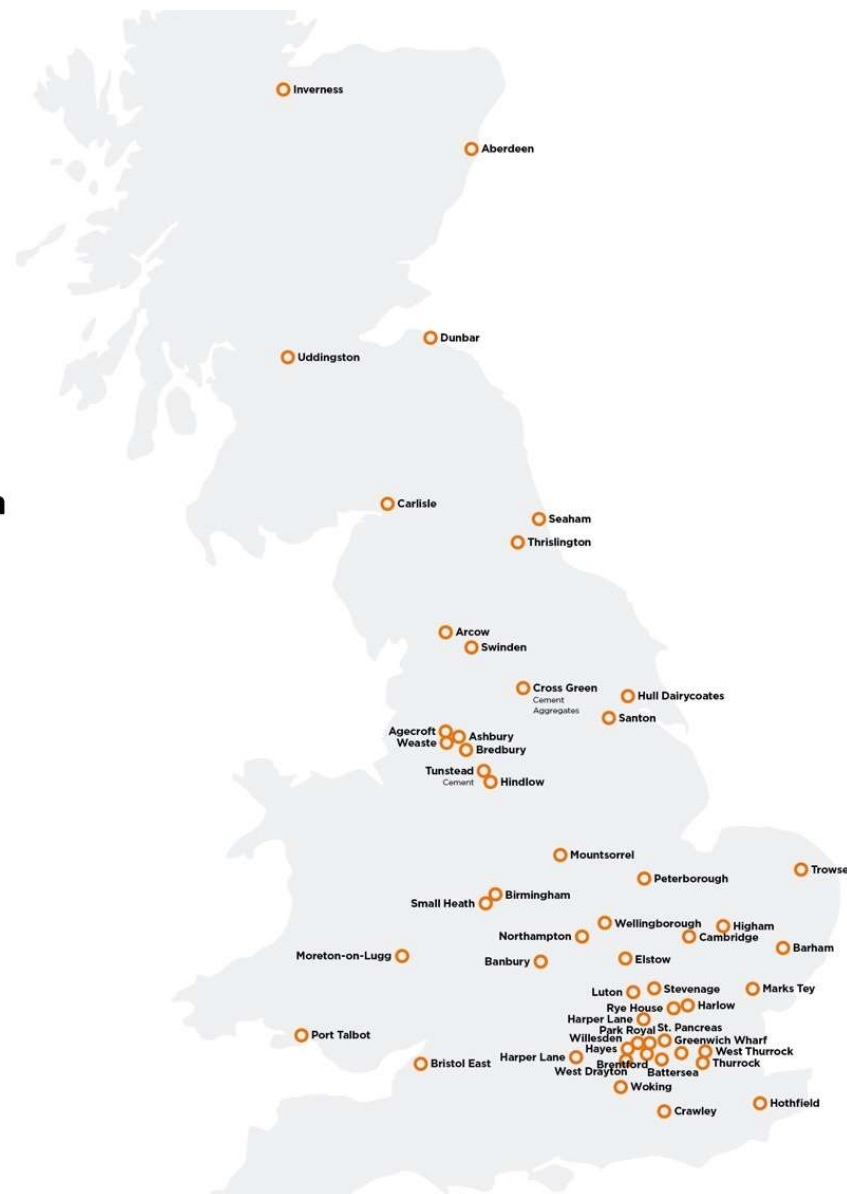 Inverness
Aberdeen
Dunbar
Uddingston
Carlisle
Seaham
Thrislington
Arcow
Swinden
Cross Green
Cement
Aggregates
Hull Dairycoates
Santon
Agecroft
Ashbury
Weaste
Bredbury
Tunstead
Cement
Hindlow
Mountsorrel
Trowse
Peterborough
Birmingham
Small Heath
Wellingborough
Higham
Northampton
Cambridge
Barham
Moreton-on-Lugg
Banbury
Elstow
Luton
Stevenage
Marks Tey
Rye House
Harlow
Harper Lane
Park Royal
St. Pancreas
Port Talbot
Willesden
Greenwich Wharf
Hayes
West Thurrock
Harper Lane
Bristol East
Brentford
Thurrock
West Drayton
Battersea
Woking
Hothfield
Crawley